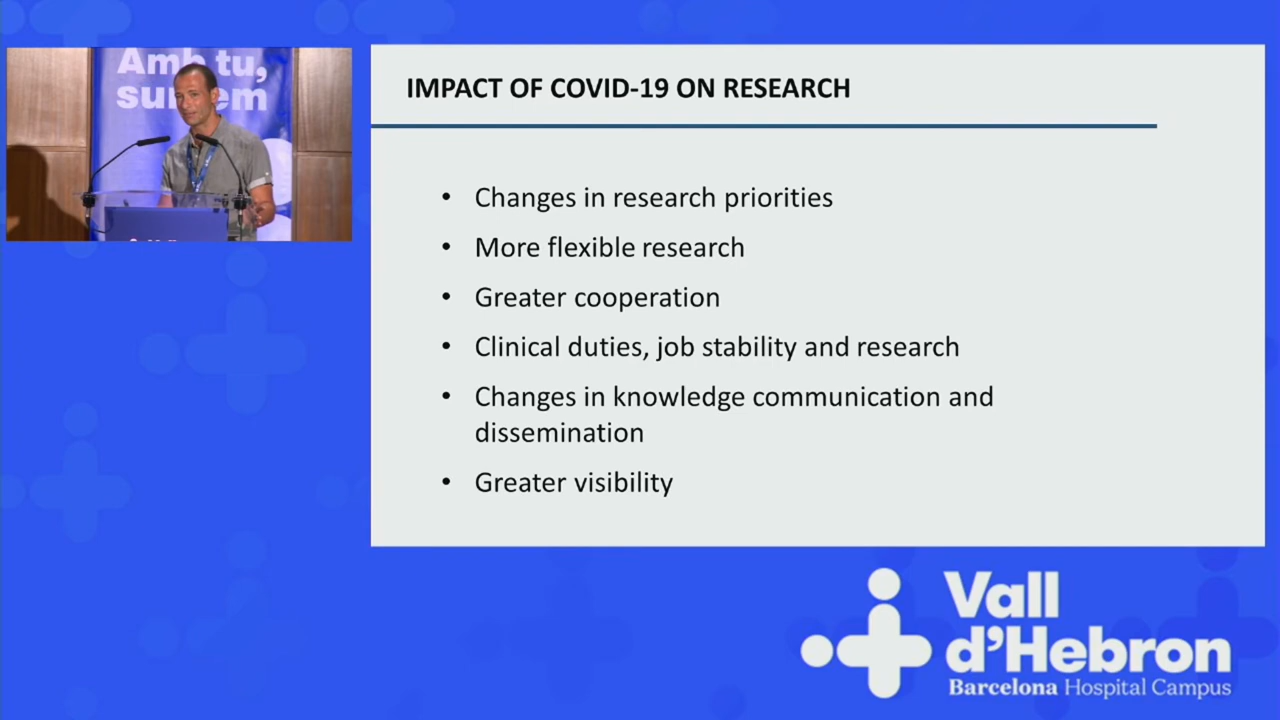 Amb tu,
IMPACT OF COVID-19 ON RESEARCH
• Changes in research priorities
• More flexible research
• Greater cooperation
• Clinical duties, job stability and research
• Changes in knowledge communication and
dissemination
• Greater visibility
Vall
d'Hebron
Barcelona Hospital Campus